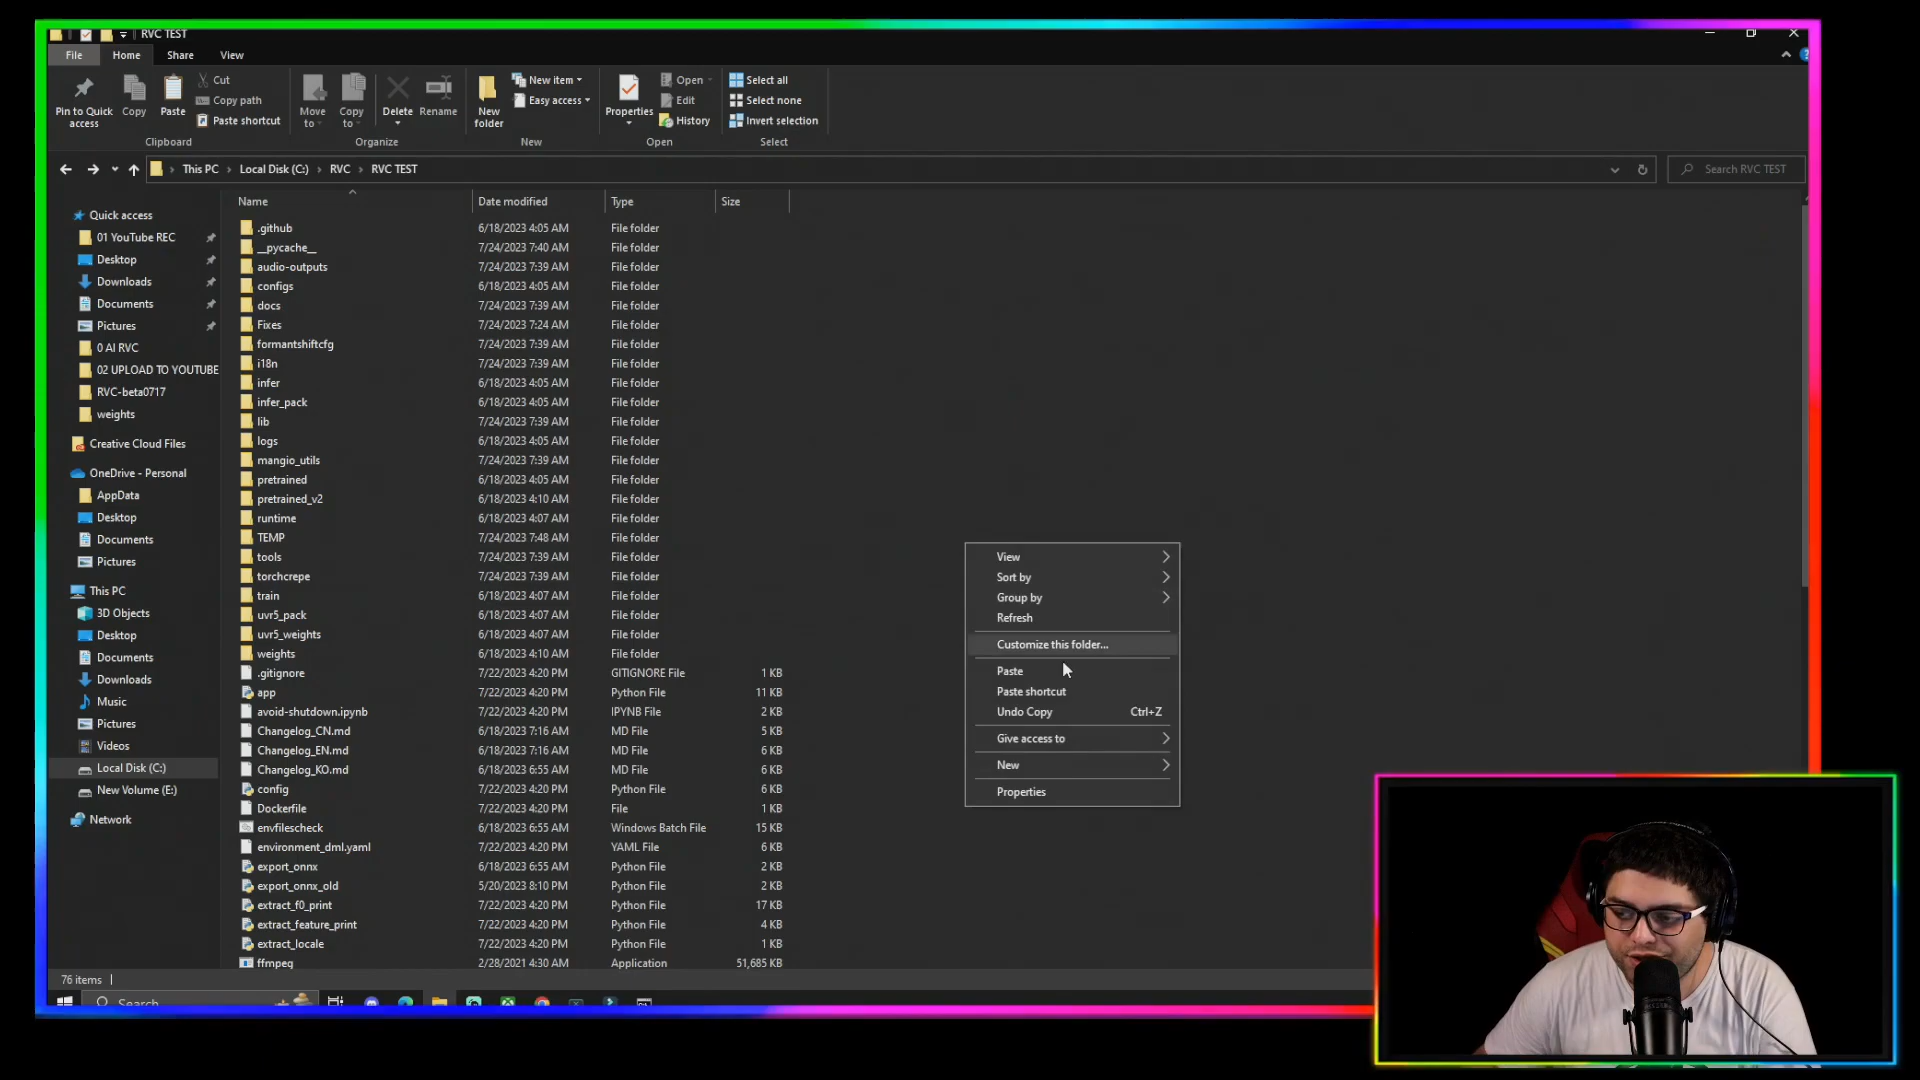 RVC TEST
File Home Share View
Pin to Quick access
Copy
Paste
Cut
Copy path
Paste shortcut
Clipboard
Move to
Copy to
Delete
Rename
Organize
New folder
New item
Easy access
New
Properties
Open
Edit
History
Open
Select all
Select none
Invert selection
Select
This PC > Local Disk (C:) > RVC > RVC TEST
Search RVC TEST
Quick access
01 YouTube REC
Desktop
Downloads
Documents
Pictures
0 AI RVC
02 UPLOAD TO YOUTUBE
RVC-beta0717
weights
Creative Cloud Files
OneDrive - Personal
AppData
Desktop
Documents
Pictures
This PC
3D Objects
Desktop
Documents
Downloads
Music
Pictures
Videos
Local Disk (C:)
New Volume (E:)
Network
Name Date modified Type Size
.github 6/18/2023 4:05 AM File folder
__pycache__ 7/24/2023 7:40 AM File folder
audio-outputs 7/24/2023 7:39 AM File folder
configs 6/18/2023 4:05 AM File folder
docs 7/24/2023 7:39 AM File folder
Fixes 7/24/2023 7:24 AM File folder
formantshiftcfg 7/24/2023 7:39 AM File folder
i18n 7/24/2023 7:39 AM File folder
infer 6/18/2023 4:05 AM File folder
infer_pack 6/18/2023 4:05 AM File folder
lib 7/24/2023 7:39 AM File folder
logs 6/18/2023 4:05 AM File folder
mangio_utils 7/24/2023 7:39 AM File folder
pretrained 6/18/2023 4:05 AM File folder
pretrained_v2 6/18/2023 4:10 AM File folder
runtime 6/18/2023 4:07 AM File folder
TEMP 7/24/2023 7:48 AM File folder
tools 7/24/2023 7:39 AM File folder
torchcrepe 7/24/2023 7:39 AM File folder
train 6/18/2023 4:07 AM File folder
uvr5_pack 6/18/2023 4:07 AM File folder
uvr5_weights 6/18/2023 4:07 AM File folder
weights 7/22/2023 4:20 PM File folder
.gitignore 7/22/2023 4:20 PM GITIGNORE File 1 KB
app 7/22/2023 4:20 PM Python File 11 KB
avoid-shutdown.ipynb 7/22/2023 4:20 PM IPYNB File 2 KB
Changelog_CN.md 6/18/2023 7:16 AM MD File 5 KB
Changelog_EN.md 6/18/2023 7:16 AM MD File 6 KB
Changelog_KO.md 6/18/2023 6:55 AM MD File 6 KB
config 7/22/2023 4:20 PM Python File 6 KB
Dockerfile 7/22/2023 4:20 PM File 1 KB
envfilescheck 6/18/2023 6:55 AM Windows Batch File 15 KB
environment_dml.yaml 7/22/2023 4:20 PM YAML File 6 KB
export_onnx 6/18/2023 6:55 AM Python File 2 KB
export_onnx_old 5/20/2023 8:10 PM Python File 2 KB
extract_f0_print 7/22/2023 4:20 PM Python File 17 KB
extract_feature_print 7/22/2023 4:20 PM Python File 4 KB
extract_locale 7/22/2023 4:20 PM Python File 1 KB
ffmpeg 2/28/2021 4:30 AM Application 51,685 KB
View
Sort by
Group by
Refresh
Customize this folder...
Paste
Paste shortcut
Undo Copy Ctrl+Z
Give access to
New
Properties
76 items
Search